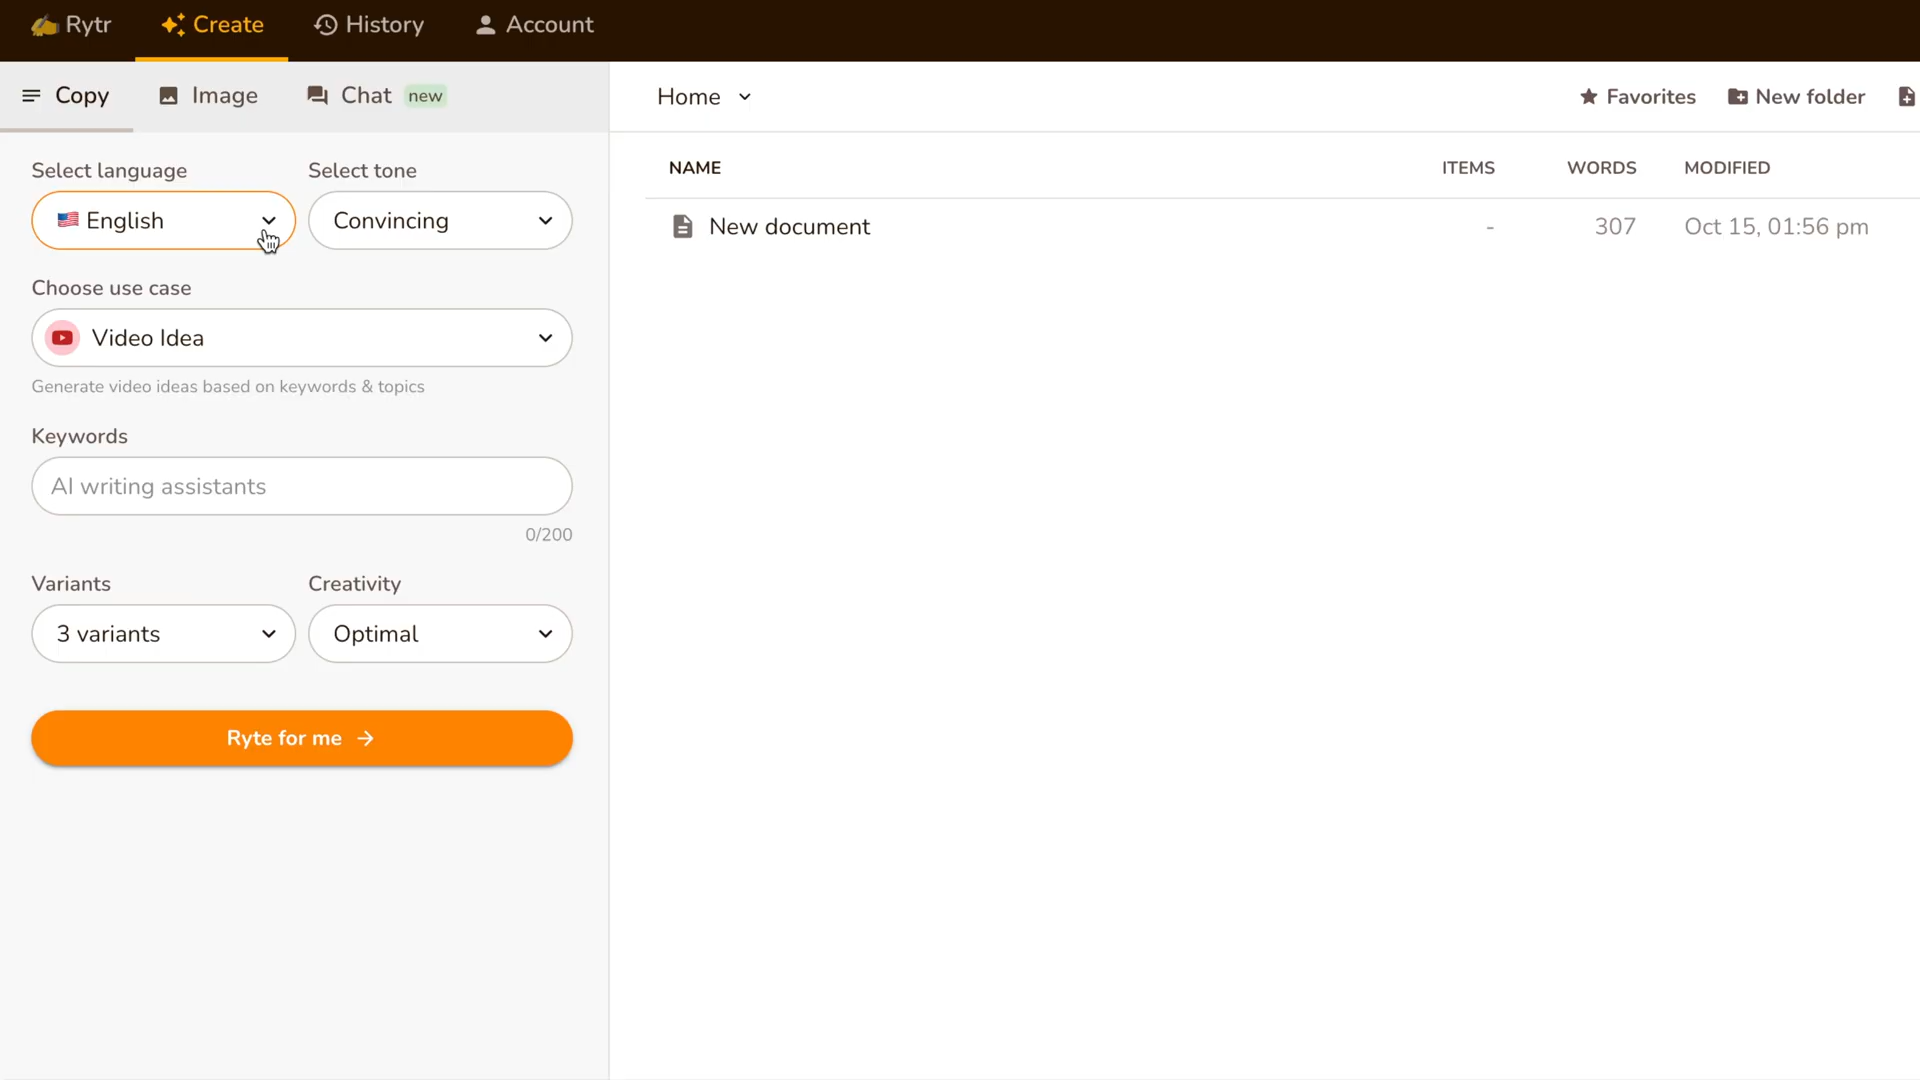 Rytr
Create
History
Account
Copy
Image
Chat new
Home
Favorites
New folder
Select language
Select tone
English
Convincing
Choose use case
Video Idea
Generate video ideas based on keywords & topics
Keywords
AI writing assistants
0/200
Variants
Creativity
3 variants
Optimal
Ryte for me →
NAME
ITEMS
WORDS
MODIFIED
New document
-
307
Oct 15, 01:56 pm